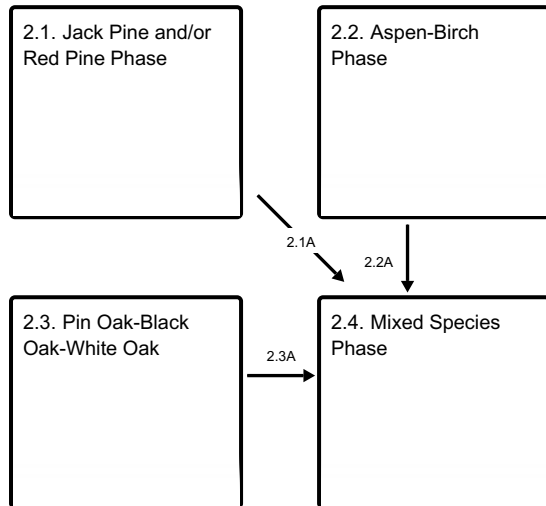 2.1. Jack Pine and/or
Red Pine Phase
2.2. Aspen-Birch
Phase
2.1A
2.2A
2.3. Pin Oak-Black
Oak-White Oak
2.3A
2.4. Mixed Species
Phase